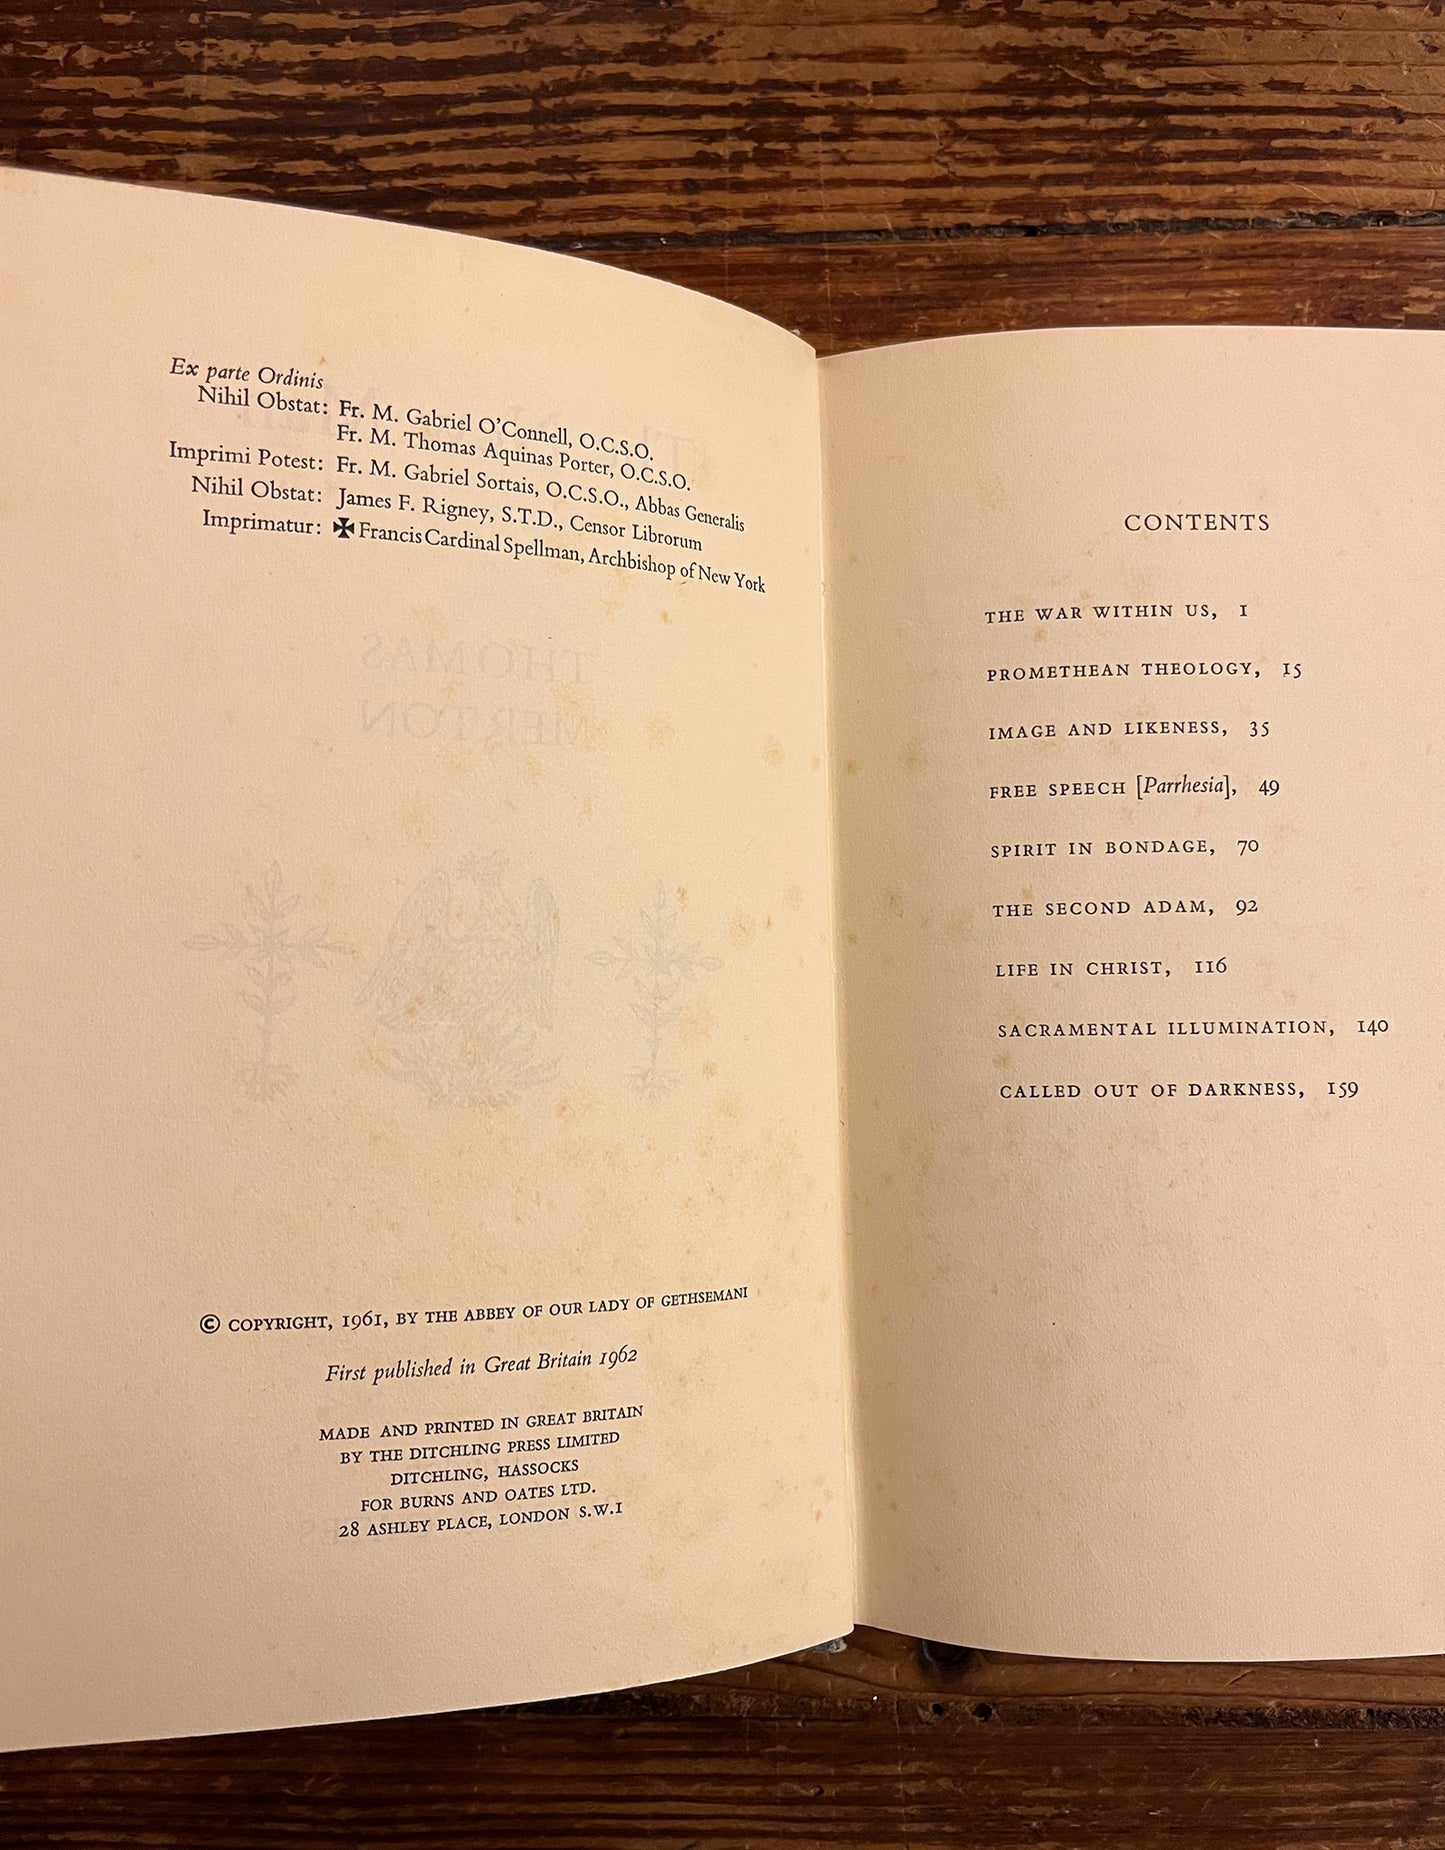 Ex parte Ordinis
Nihil Obstat: Fr. M. Gabriel O'Connell, O.C.S.O.
Fr. M. Thomas Aquinas Porter, O.C.S.O.
Imprimi Potest: Fr. M. Gabriel Sortais, O.C.S.O., Abbas Generalis
Nihil Obstat: James F. Rigney, S.T.D., Censor Librorum
Imprimatur: ✠ Francis Cardinal Spellman, Archbishop of New York
THOMAS
MERTON
© COPYRIGHT, 1961, BY THE ABBEY OF OUR LADY OF GETHSEMANI
First published in Great Britain 1962
MADE AND PRINTED IN GREAT BRITAIN
BY THE DITCHLING PRESS LIMITED
DITCHLING, HASSOCKS
FOR BURNS AND OATES LTD.
28 ASHLEY PLACE, LONDON S.W.1
CONTENTS
THE WAR WITHIN US, 1
PROMETHEAN THEOLOGY, 15
IMAGE AND LIKENESS, 35
FREE SPEECH [Parrhesia], 49
SPIRIT IN BONDAGE, 70
THE SECOND ADAM, 92
LIFE IN CHRIST, 116
SACRAMENTAL ILLUMINATION, 140
CALLED OUT OF DARKNESS, 159